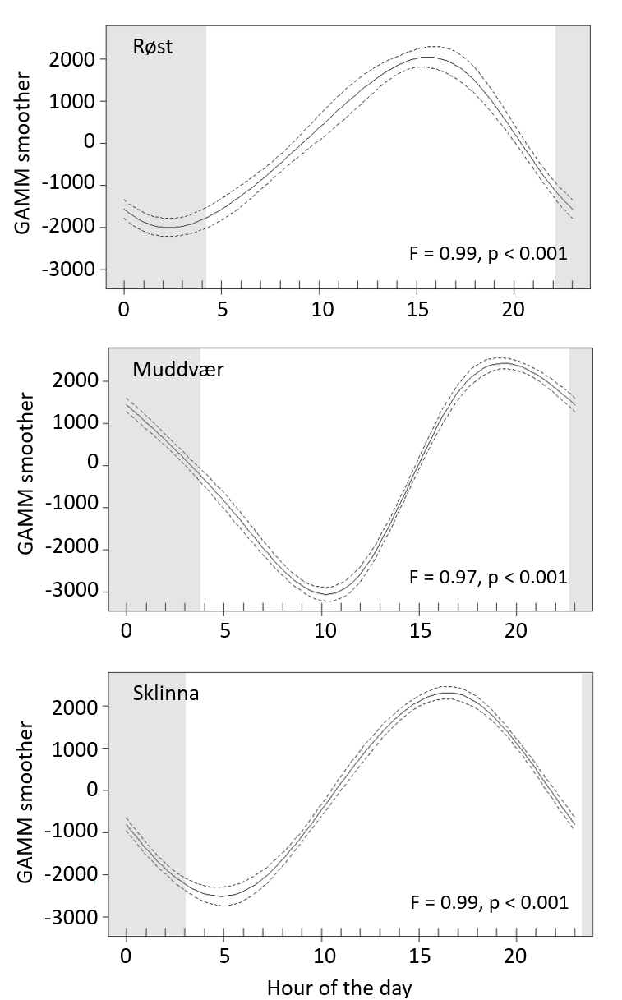 Røst
GAMM smoother
2000
1000
0
-1000
-2000
-3000
F = 0.99, p < 0.001
0 5 10 15 20
Muddvær
GAMM smoother
2000
1000
0
-1000
-2000
-3000
F = 0.97, p < 0.001
0 5 10 15 20
Sklinna
GAMM smoother
2000
1000
0
-1000
-2000
-3000
F = 0.99, p < 0.001
0 5 10 15 20
Hour of the day